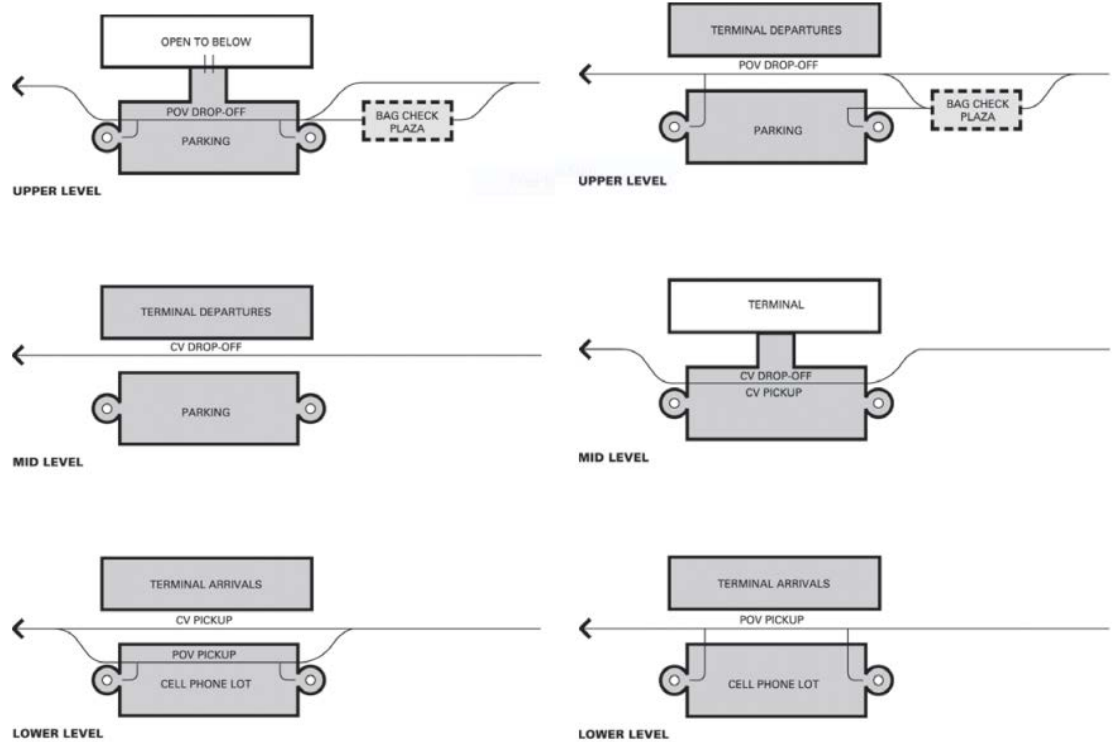 OPEN TO BELOW
POV DROP-OFF
PARKING
BAG CHECK
PLAZA
UPPER LEVEL
TERMINAL DEPARTURES
POV DROP-OFF
PARKING
BAG CHECK
PLAZA
UPPER LEVEL
TERMINAL DEPARTURES
CV DROP-OFF
PARKING
MID LEVEL
TERMINAL
CV DROP-OFF
CV PICKUP
MID LEVEL
TERMINAL ARRIVALS
CV PICKUP
POV PICKUP
CELL PHONE LOT
LOWER LEVEL
TERMINAL ARRIVALS
POV PICKUP
CELL PHONE LOT
LOWER LEVEL